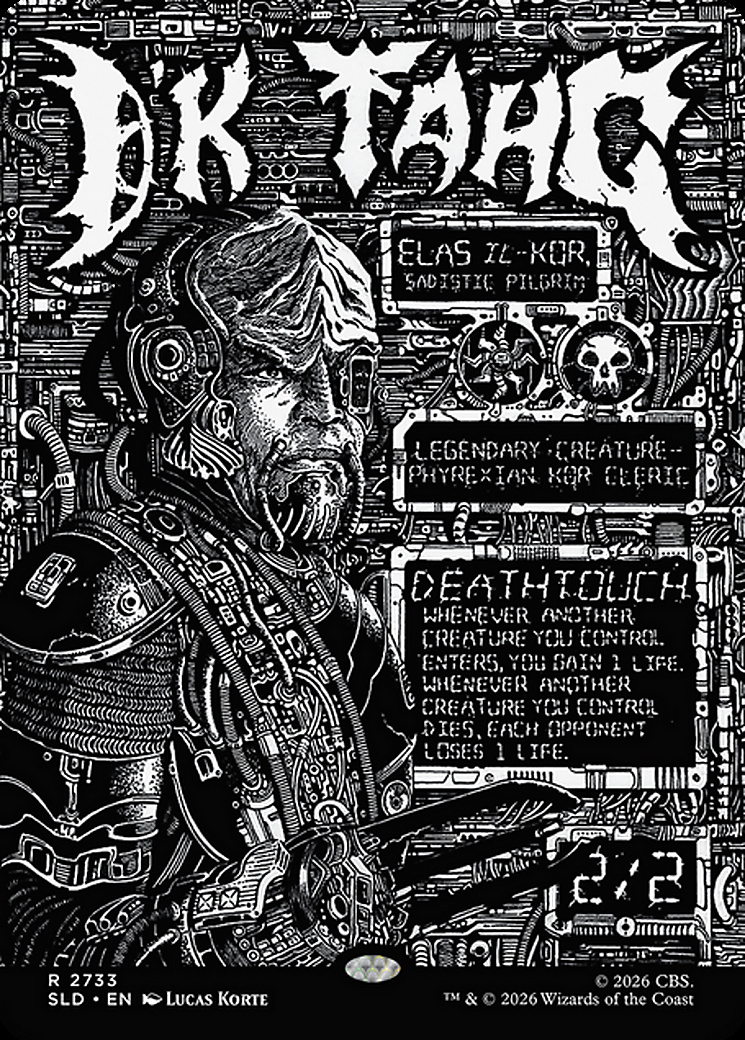 D'K TAHG
ELAS IL-KOR,
SADISTIC PILGRIM
LEGENDARY CREATURE-
PHYREXIAN KOR CLERIC
DEATHTOUCH
WHENEVER ANOTHER
CREATURE YOU CONTROL
ENTERS, YOU GAIN 1 LIFE.
WHENEVER ANOTHER
CREATURE YOU CONTROL
DIES, EACH OPPONENT
LOSES 1 LIFE.
2/2
R 2733
SLD • EN LUCAS KORTE
© 2026 CBS.
™ & © 2026 Wizards of the Coast